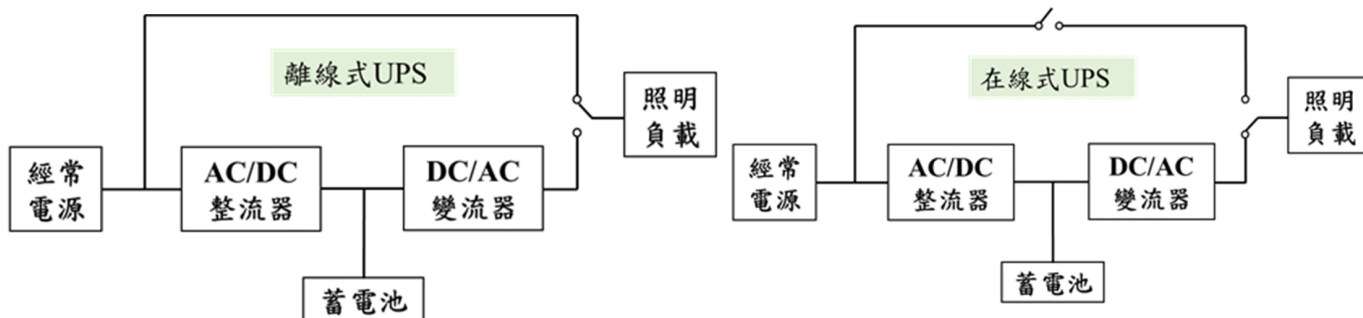 離線式UPS
照明
負載
經常
電源
AC/DC
整流器
DC/AC
變流器
蓄電池
在線式UPS
照明
負載
經常
電源
AC/DC
整流器
DC/AC
變流器
蓄電池